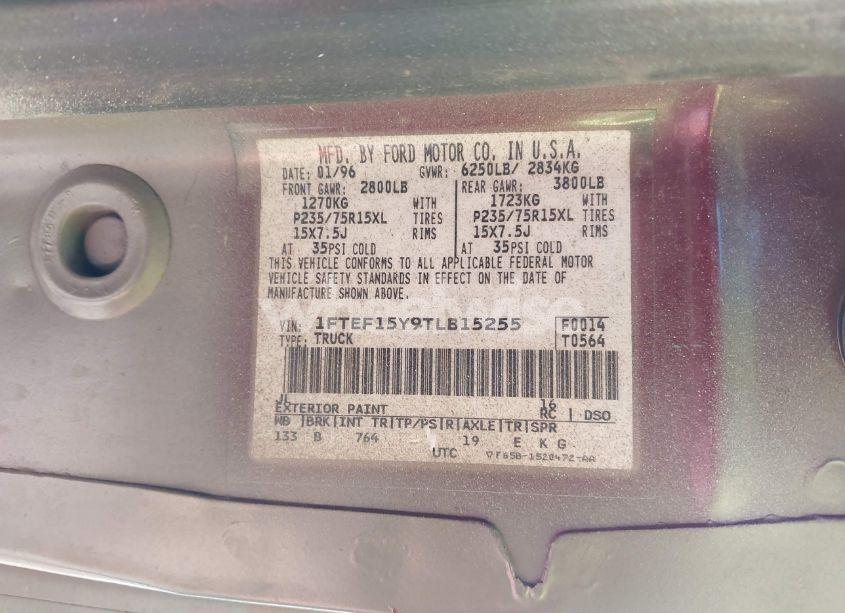 MFD. BY FORD MOTOR CO. IN U.S.A.
DATE: 01/96 GVWR: 6250LB/ 2834KG
FRONT GAWR: 2800LB REAR GAWR: 3800LB
1270KG WITH 1723KG WITH
P235/75R15XL TIRES P235/75R15XL TIRES
15X7.5J RIMS 15X7.5J RIMS
AT 35PSI COLD AT 35PSI COLD
THIS VEHICLE CONFORMS TO ALL APPLICABLE FEDERAL MOTOR
VEHICLE SAFETY STANDARDS IN EFFECT ON THE DATE OF
MANUFACTURE SHOWN ABOVE.
VIN: 1FTEF15Y9TLB15255 F0014
TYPE: TRUCK T0564
JL 16
EXTERIOR PAINT RC | DSO
WB |BRK|INT TR|TP/PS|R|AXLE|TR|SPR
133 B 764 19 E K G
UTC ▽F65B-1520472-AA